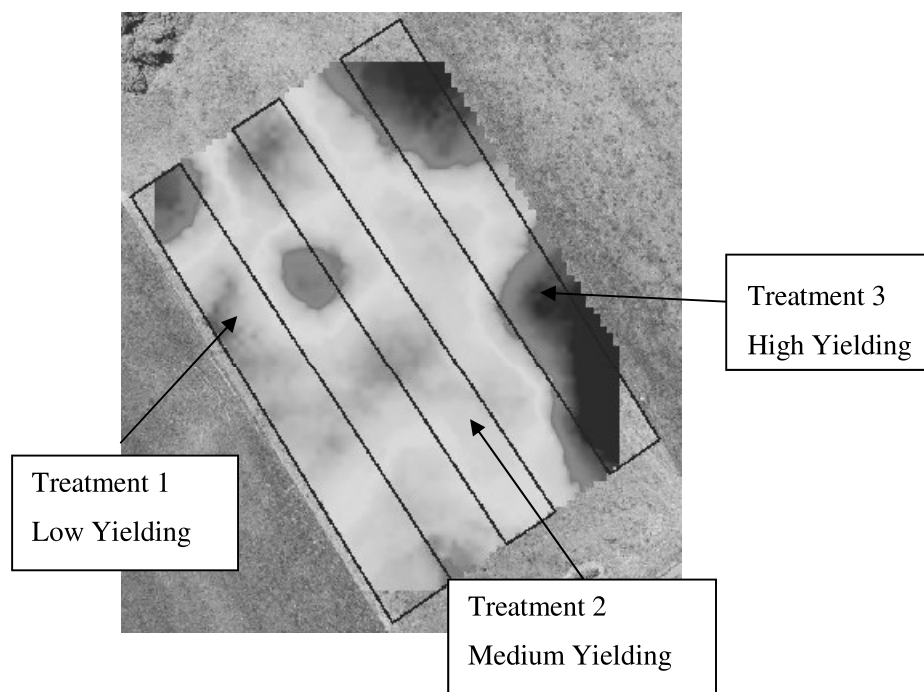 Treatment 3
High Yielding
Treatment 1
Low Yielding
Treatment 2
Medium Yielding